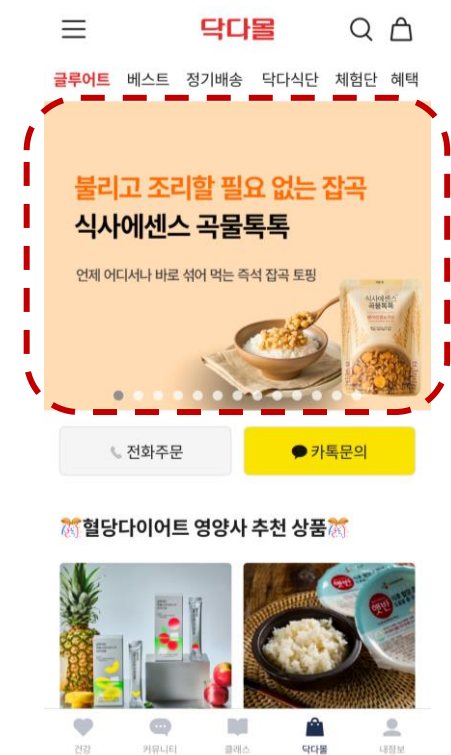 닥다몰
글루어트 베스트 정기배송 닥다식단 체험단 혜택
불리고 조리할 필요 없는 잡곡
식사에센스 곡물톡톡
언제 어디서나 바로 섞어 먹는 즉석 잡곡 토핑
식사에센스
곡물톡톡
전화주문
카톡문의
혈당다이어트 영양사 추천 상품
햇반
햇반
건강 커뮤니티 클래스 닥다몰 내정보